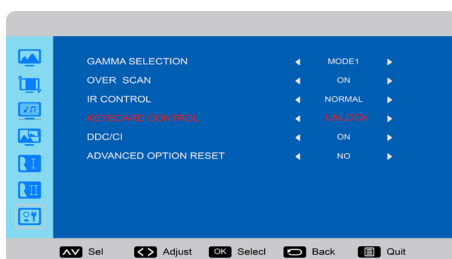 GAMMA SELECTION MODE1
OVER SCAN ON
IR CONTROL NORMAL
KEYBOARD CONTROL UNLOCK
DDC/CI ON
ADVANCED OPTION RESET NO
Sel Adjust OK Selecl Back Quit